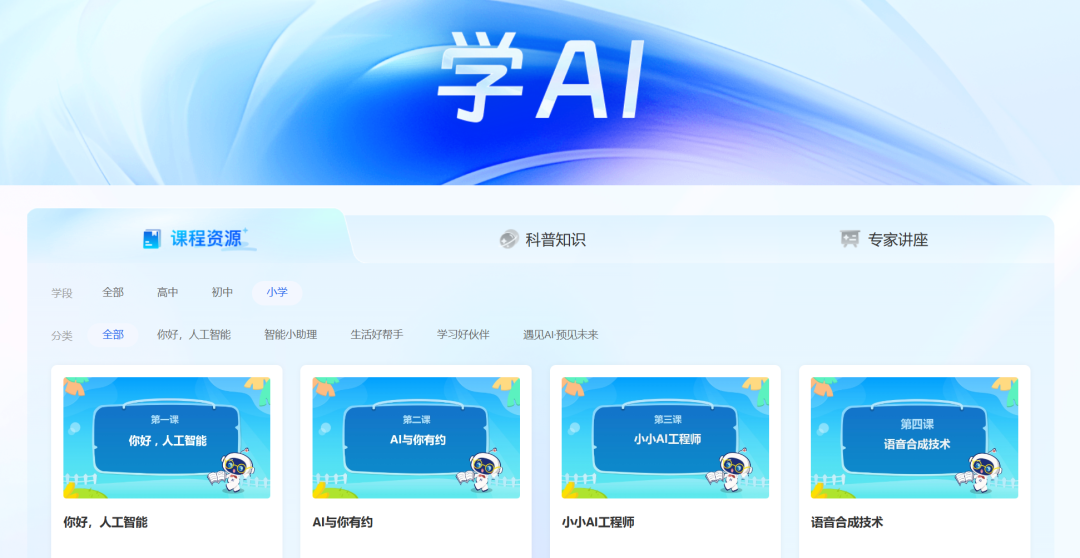 学AI
课程资源
科普知识
专家讲座
学段 全部 高中 初中 小学
分类 全部 你好，人工智能 智能小助理 生活好帮手 学习好伙伴 遇见AI·预见未来
第一课
你好，人工智能
第二课
AI与你有约
第三课
小小AI工程师
第四课
语音合成技术
你好，人工智能
AI与你有约
小小AI工程师
语音合成技术